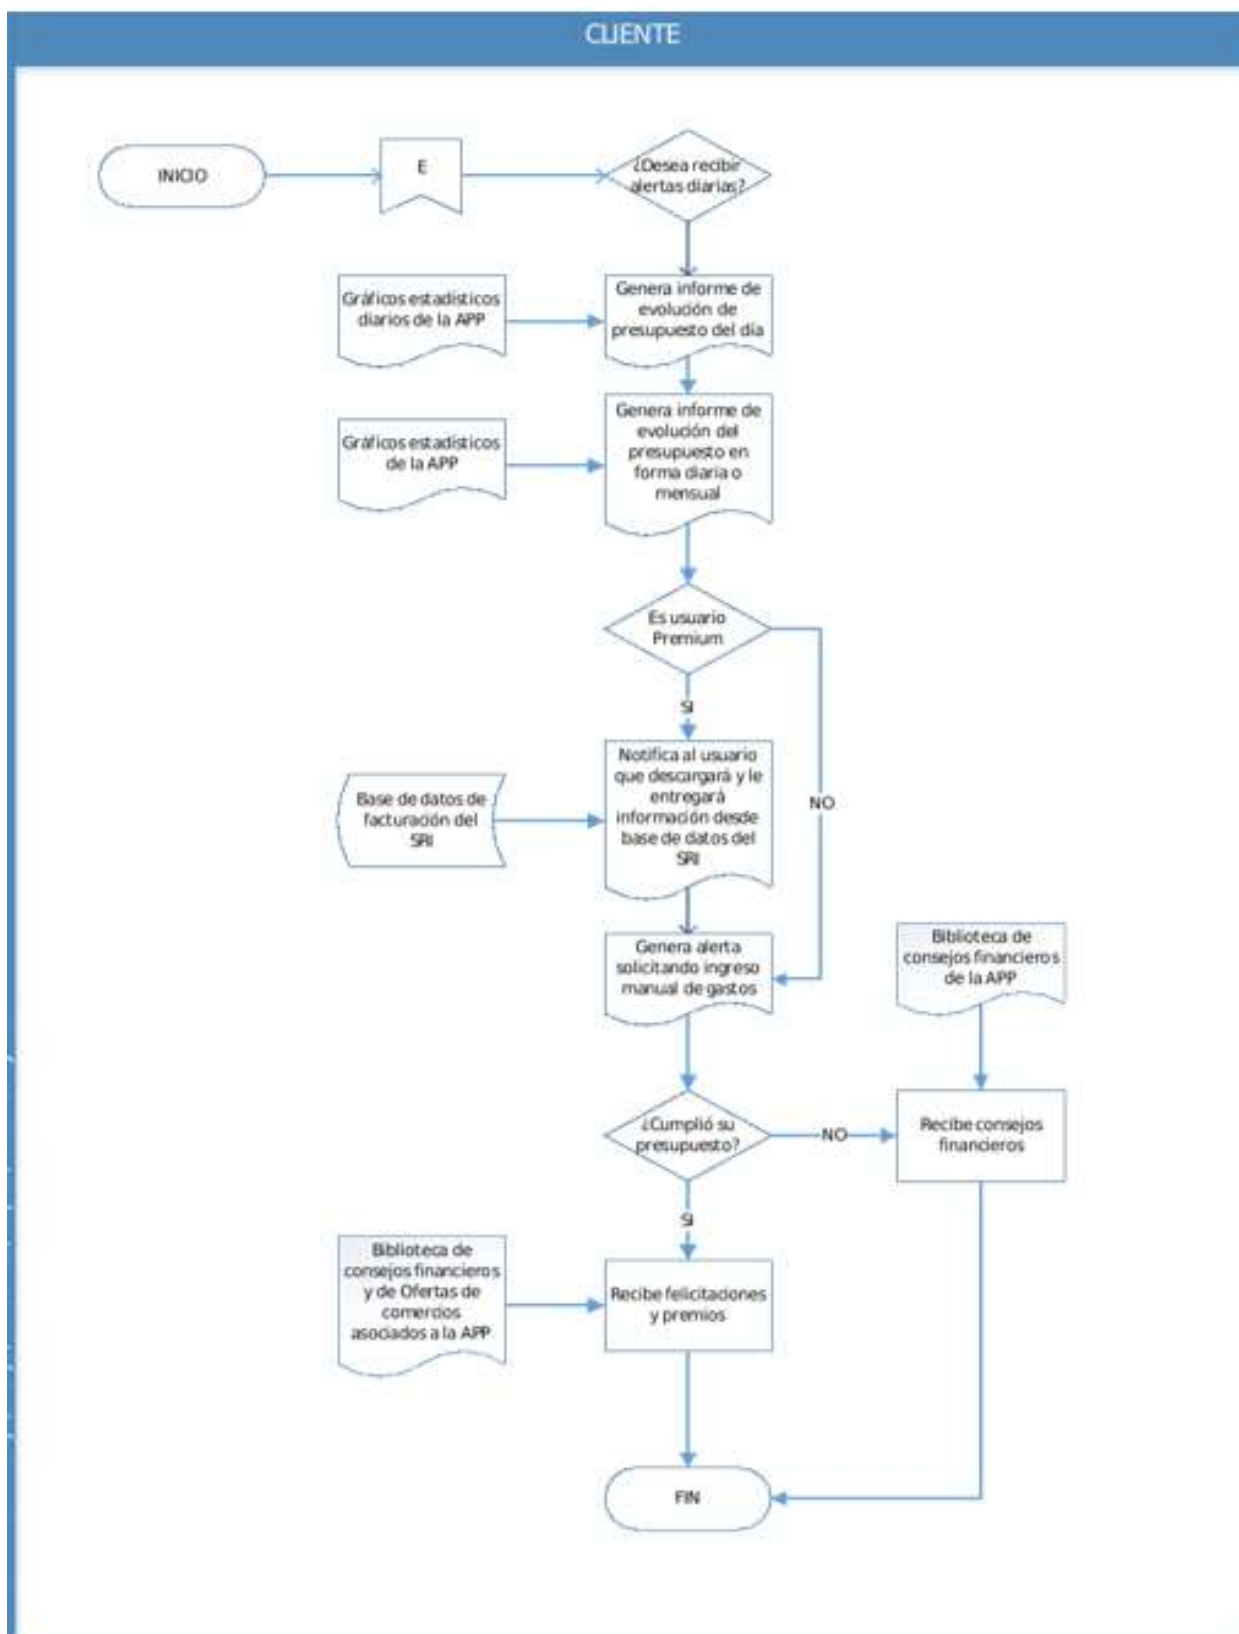 CLIENTE
INICIO
E
¿Desea recibir
alertas diarias?
Gráficos estadísticos
diarios de la APP
Genera informe de
evolución de
presupuesto del día
Gráficos estadísticos
de la APP
Genera informe de
evolución del
presupuesto en
forma diaria o
mensual
Es usuario
Premium
SI
NO
Base de datos de
facturación del
SRI
Notifica al usuario
que descargará y le
entregará
información desde
base de datos del
SRI
Genera alerta
solicitando ingreso
manual de gastos
Biblioteca de
consejos financieros
de la APP
¿Cumplió su
presupuesto?
NO
Recibe consejos
financieros
SI
Biblioteca de
consejos financieros
y de Ofertas de
comercios
asociados a la APP
Recibe felicitaciones
y premios
FIN